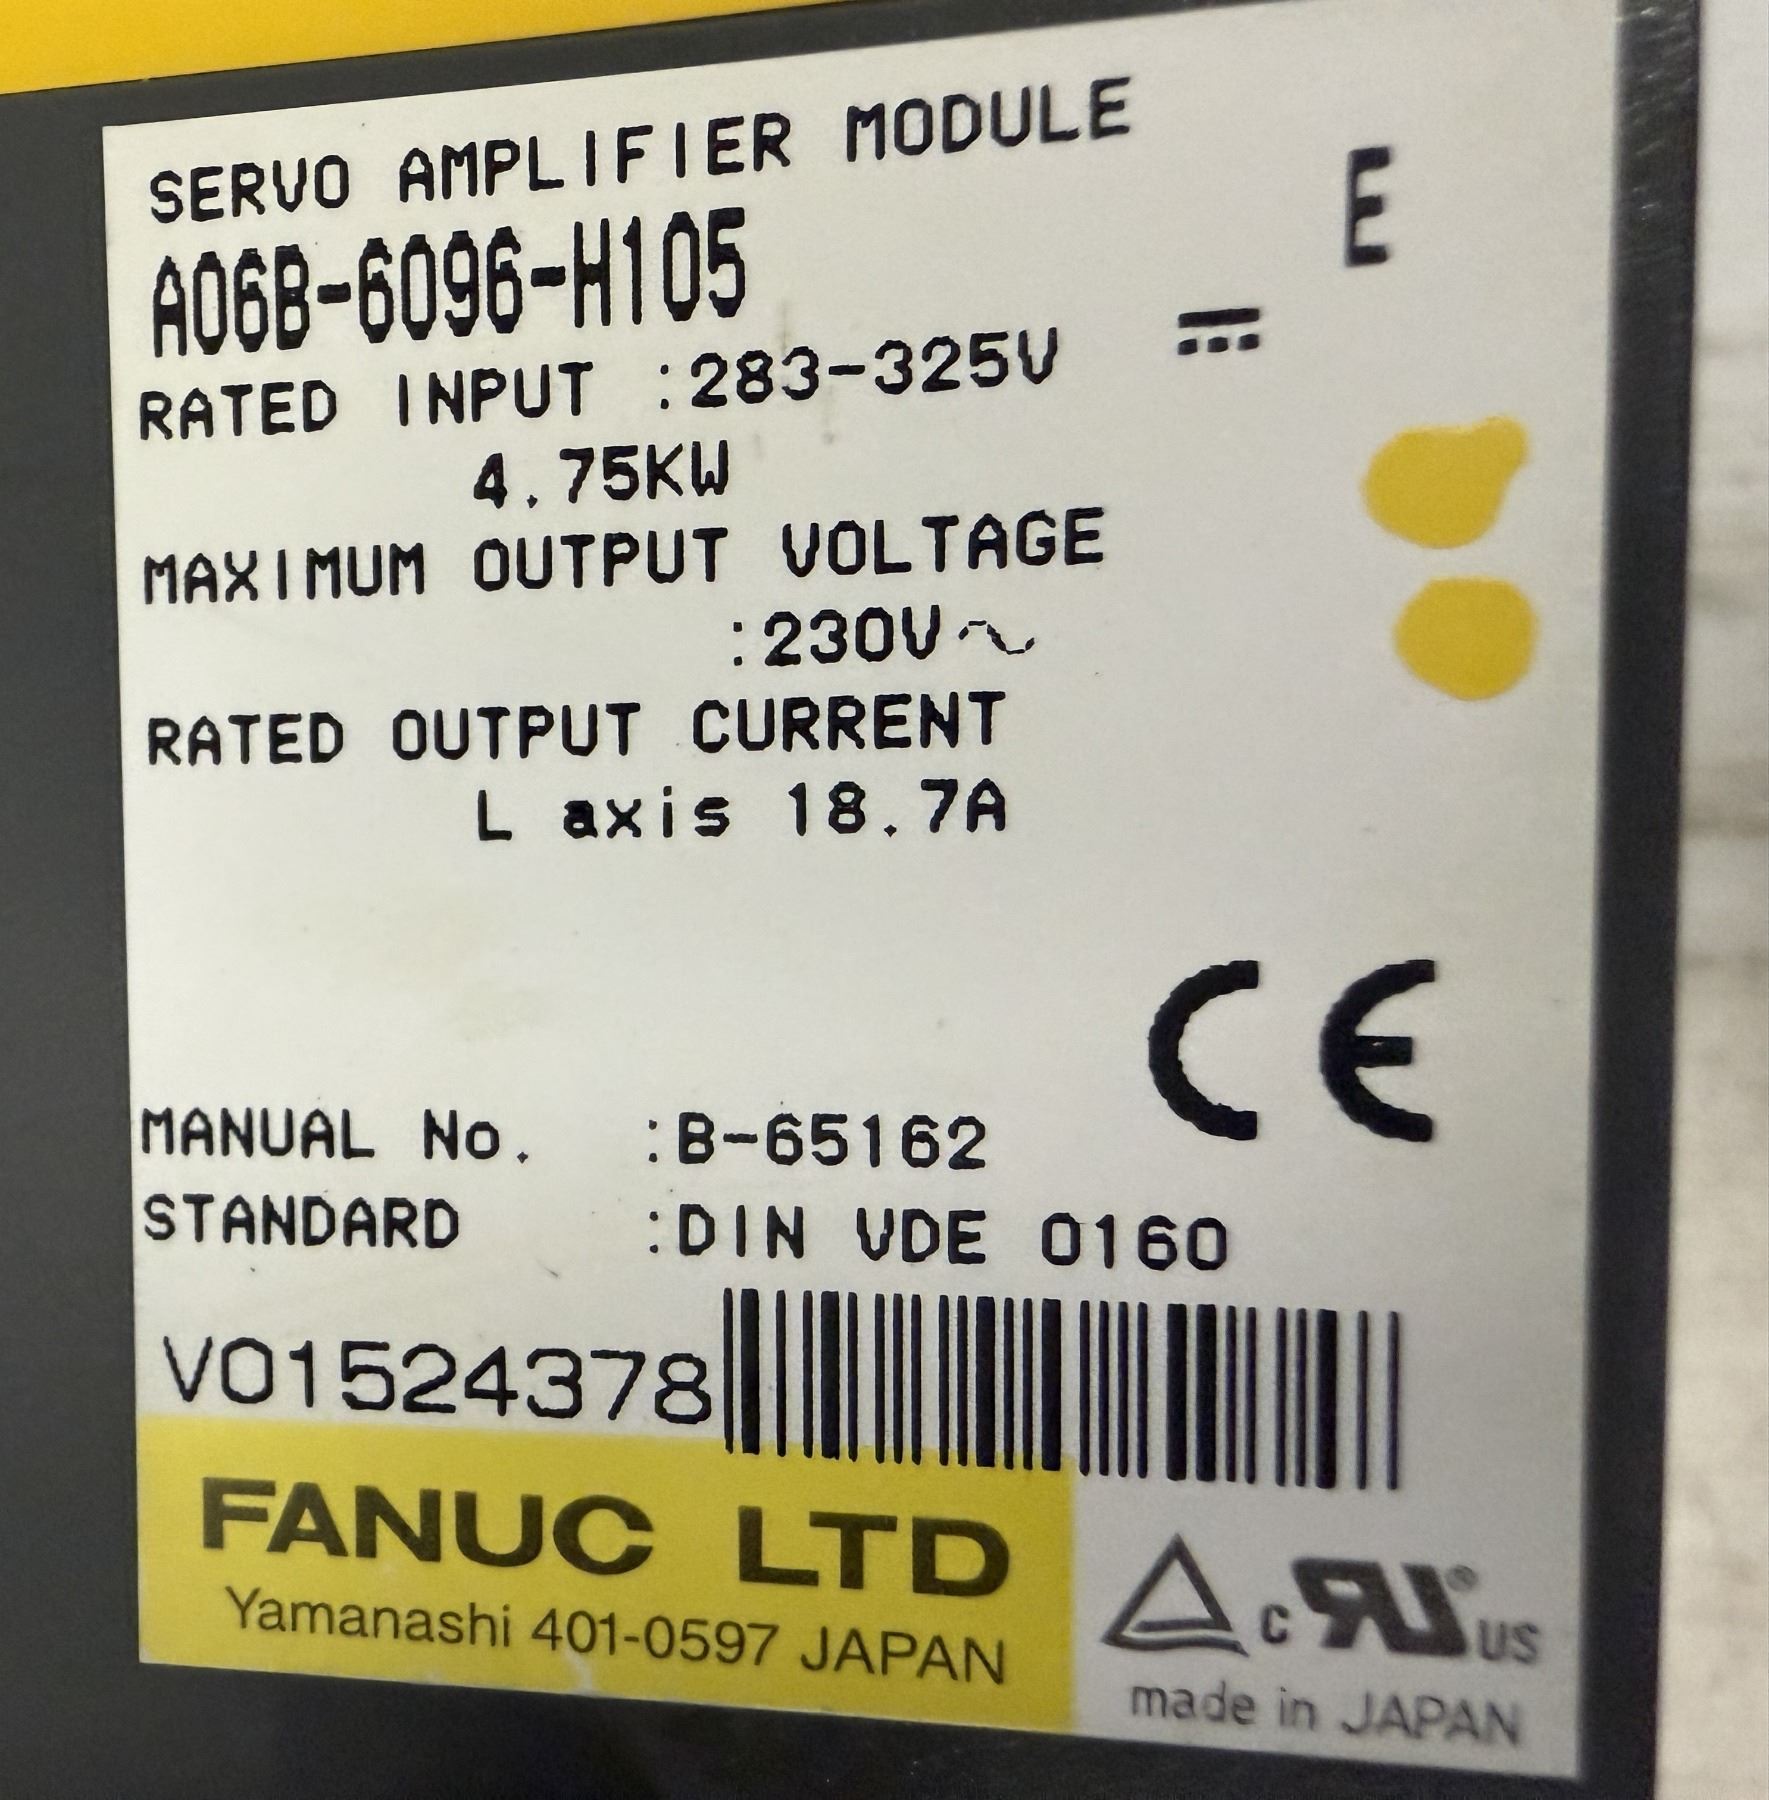 SERVO AMPLIFIER MODULE
E
A06B-6096-H105
RATED INPUT :283-325V ⎓
4.75KW
MAXIMUM OUTPUT VOLTAGE
:230V~
RATED OUTPUT CURRENT
L axis 18.7A
CE
MANUAL No. :B-65162
STANDARD :DIN VDE 0160
V01524378
FANUC LTD
Yamanashi 401-0597 JAPAN
c RU® US
made in JAPAN